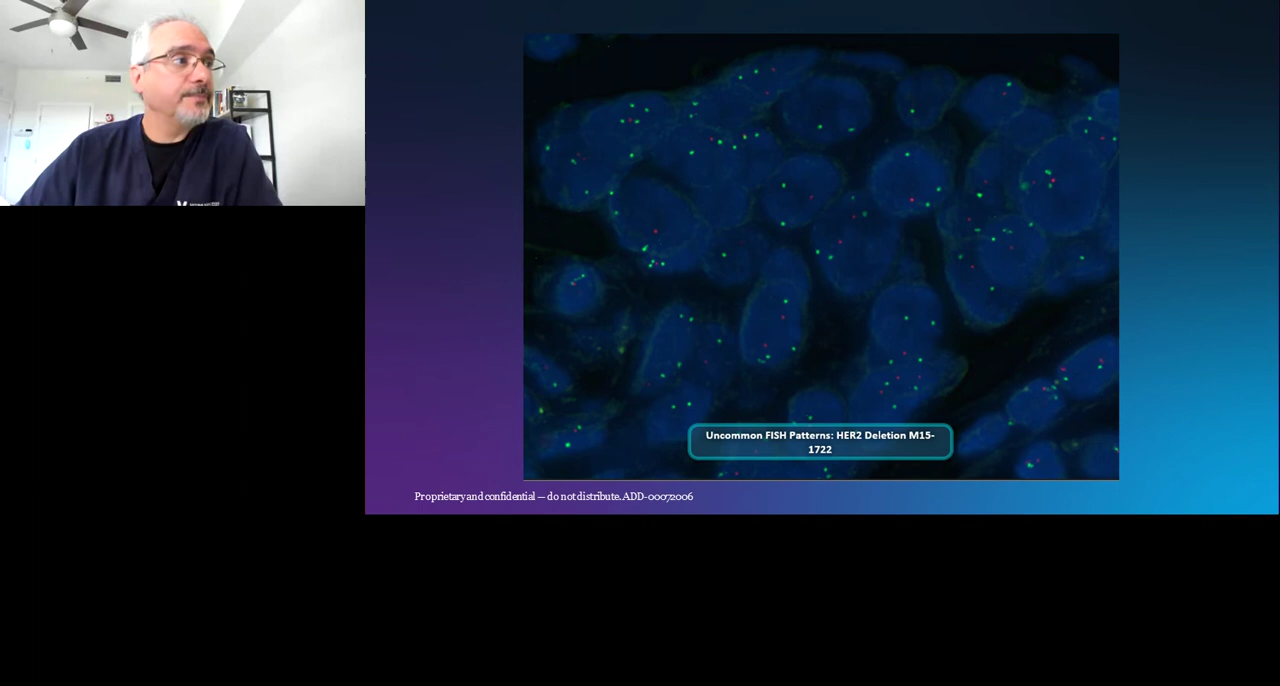 Uncommon FISH Patterns: HER2 Deletion M15-
1722
Proprietary and confidential — do not distribute. ADD-00072006